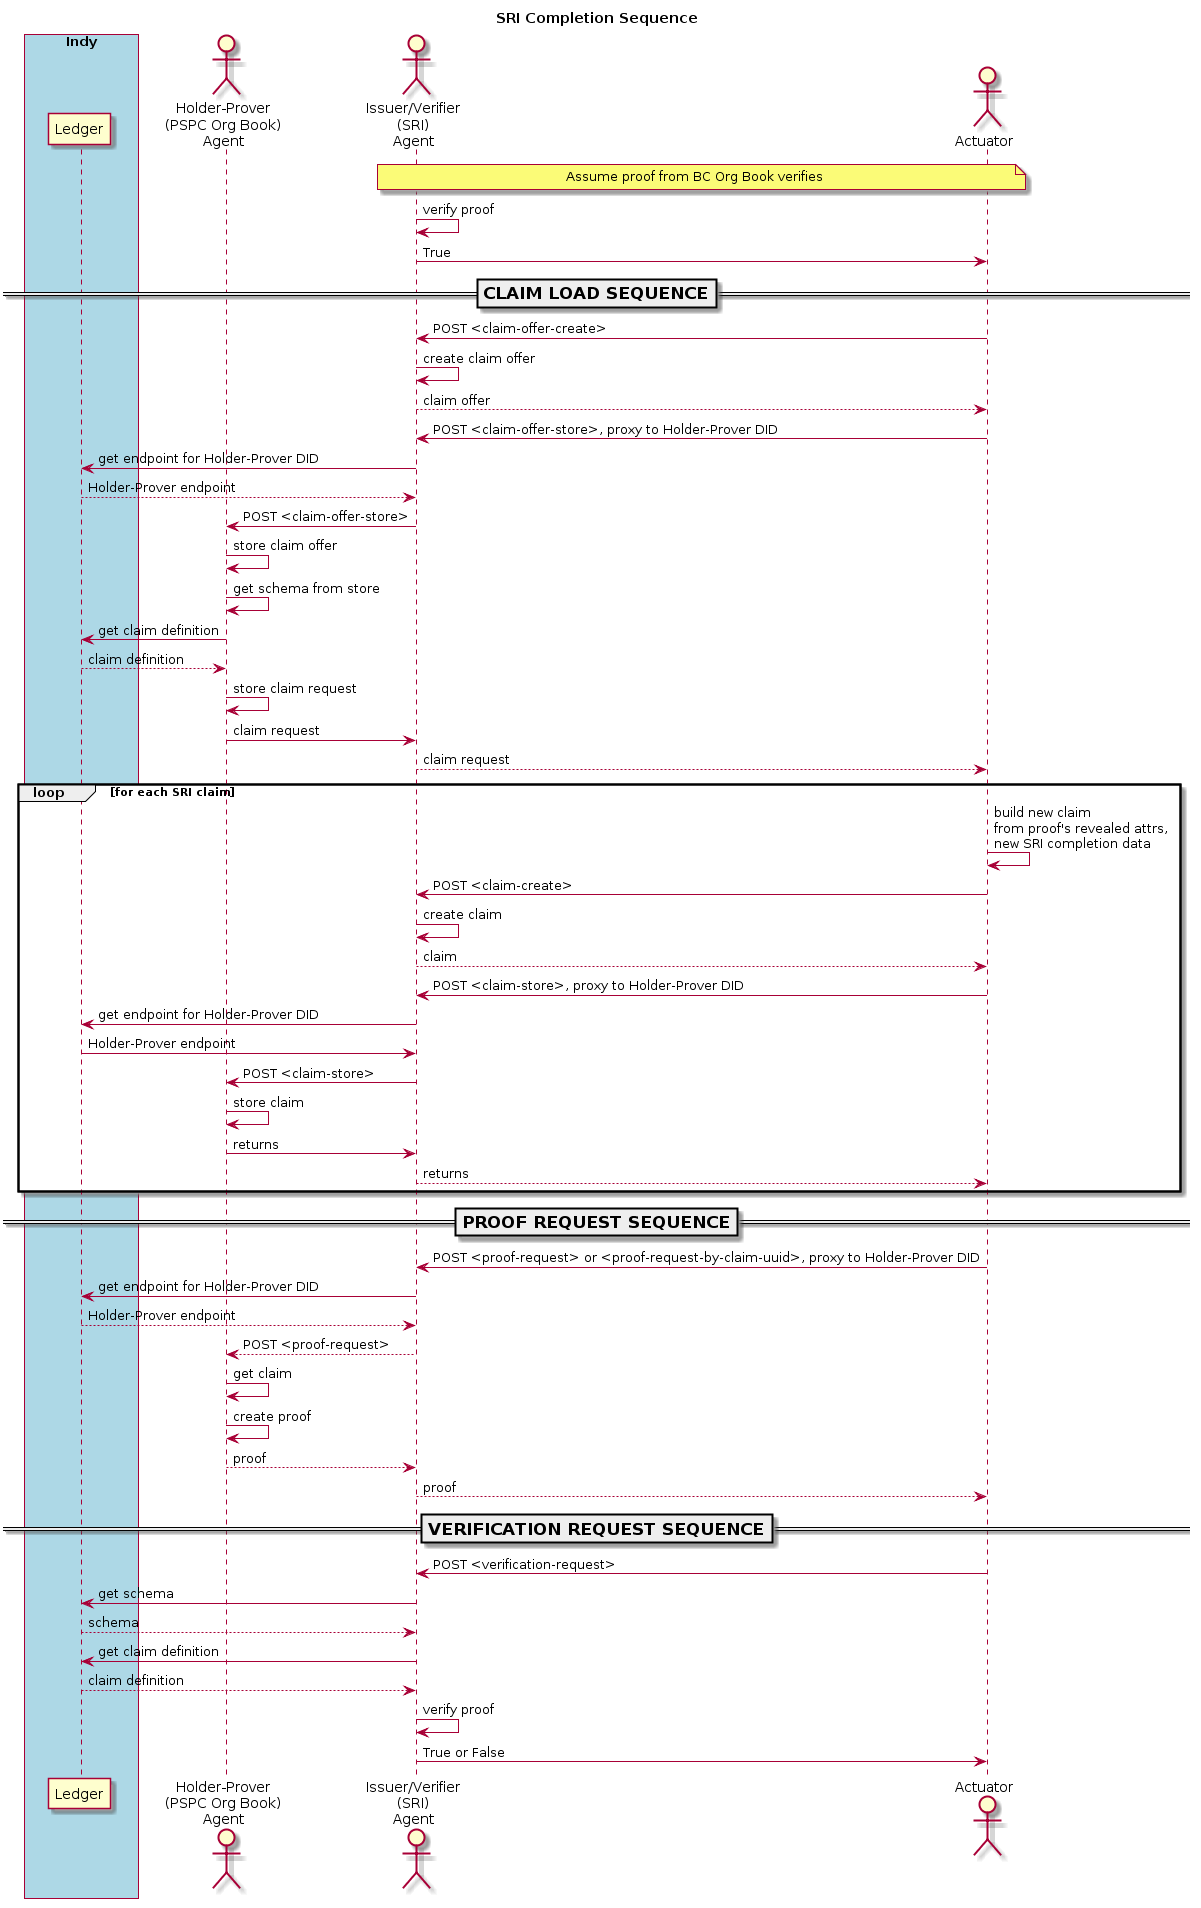 SRI Completion Sequence
Indy
Ledger
Holder-Prover
(PSPC Org Book)
Agent
Issuer/Verifier
(SRI)
Agent
Actuator
Assume proof from BC Org Book verifies
verify proof
True
CLAIM LOAD SEQUENCE
POST <claim-offer-create>
create claim offer
claim offer
POST <claim-offer-store>, proxy to Holder-Prover DID
get endpoint for Holder-Prover DID
Holder-Prover endpoint
POST <claim-offer-store>
store claim offer
get schema from store
get claim definition
claim definition
store claim request
claim request
claim request
loop
[for each SRI claim]
build new claim
from proof's revealed attrs,
new SRI completion data
POST <claim-create>
create claim
claim
POST <claim-store>, proxy to Holder-Prover DID
get endpoint for Holder-Prover DID
Holder-Prover endpoint
POST <claim-store>
store claim
returns
returns
PROOF REQUEST SEQUENCE
POST <proof-request> or <proof-request-by-claim-uuid>, proxy to Holder-Prover DID
get endpoint for Holder-Prover DID
Holder-Prover endpoint
POST <proof-request>
get claim
create proof
proof
proof
VERIFICATION REQUEST SEQUENCE
POST <verification-request>
get schema
schema
get claim definition
claim definition
verify proof
True or False
Ledger
Holder-Prover
(PSPC Org Book)
Agent
Issuer/Verifier
(SRI)
Agent
Actuator